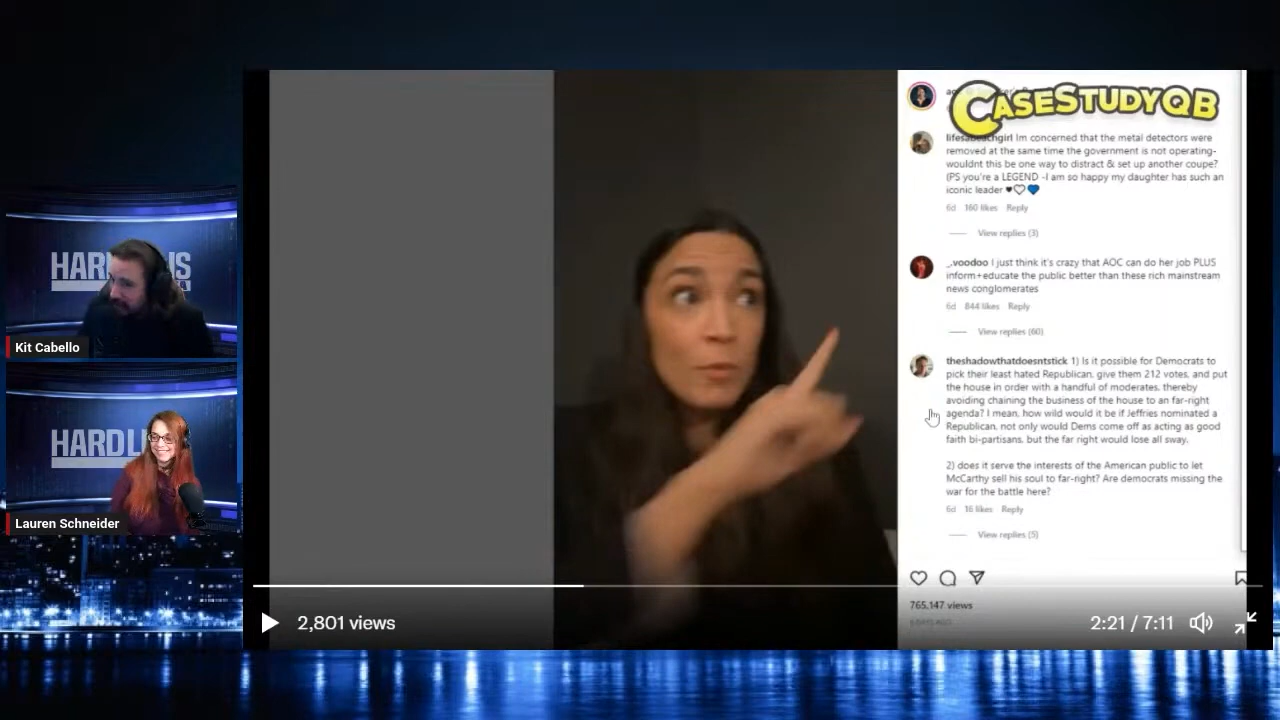 HARD
IS
Kit Cabello
HARDL
Lauren Schneider
CASESTUDYQB
lifesabeachgirl Im concerned that the metal detectors were
removed at the same time the government is not operating-
wouldnt this be one way to distract & set up another coupe?
(PS you're a LEGEND -I am so happy my daughter has such an
iconic leader ♥🤍💙
6d 160 likes Reply
View replies (3)
_.voodoo I just think it's crazy that AOC can do her job PLUS
inform+educate the public better than these rich mainstream
news conglomerates
6d 844 likes Reply
View replies (60)
theshadowthatdoesntstick 1) Is it possible for Democrats to
pick their least hated Republican, give them 212 votes, and put
the house in order with a handful of moderates, thereby
avoiding chaining the business of the house to an far-right
agenda? I mean, how wild would it be if Jeffries nominated a
Republican, not only would Dems come off as acting as good
faith bi-partisans, but the far right would lose all sway.
2) does it serve the interests of the American public to let
McCarthy sell his soul to far-right? Are democrats missing the
war for the battle here?
6d 16 likes Reply
View replies (5)
765,147 views
2,801 views
2:21 / 7:11